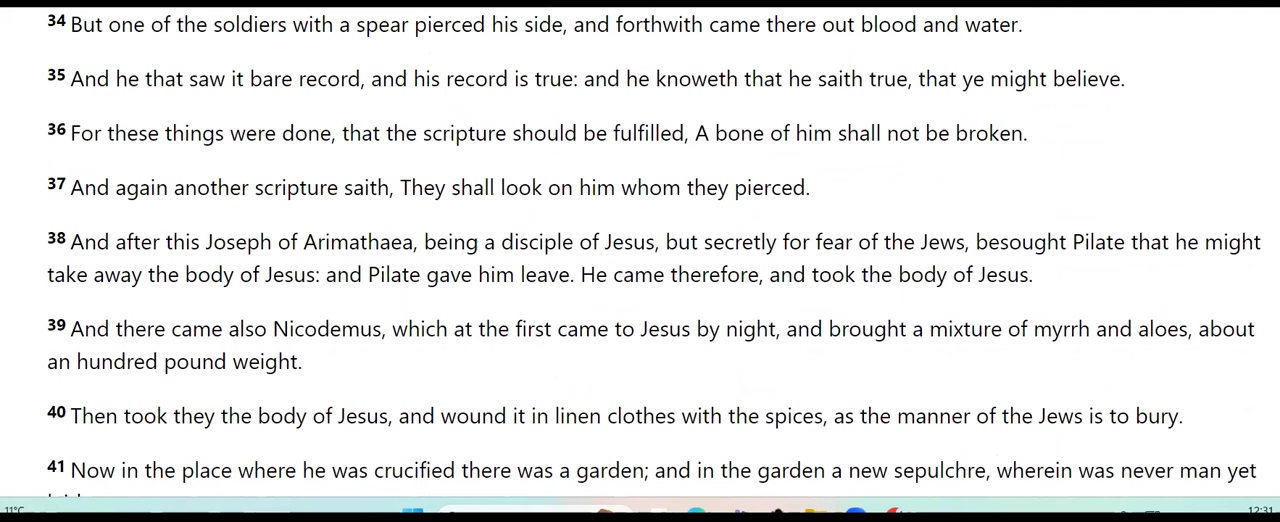 34 But one of the soldiers with a spear pierced his side, and forthwith came there out blood and water.
35 And he that saw it bare record, and his record is true: and he knoweth that he saith true, that ye might believe.
36 For these things were done, that the scripture should be fulfilled, A bone of him shall not be broken.
37 And again another scripture saith, They shall look on him whom they pierced.
38 And after this Joseph of Arimathaea, being a disciple of Jesus, but secretly for fear of the Jews, besought Pilate that he might
take away the body of Jesus: and Pilate gave him leave. He came therefore, and took the body of Jesus.
39 And there came also Nicodemus, which at the first came to Jesus by night, and brought a mixture of myrrh and aloes, about
an hundred pound weight.
40 Then took they the body of Jesus, and wound it in linen clothes with the spices, as the manner of the Jews is to bury.
41 Now in the place where he was crucified there was a garden; and in the garden a new sepulchre, wherein was never man yet
11°C
12:31